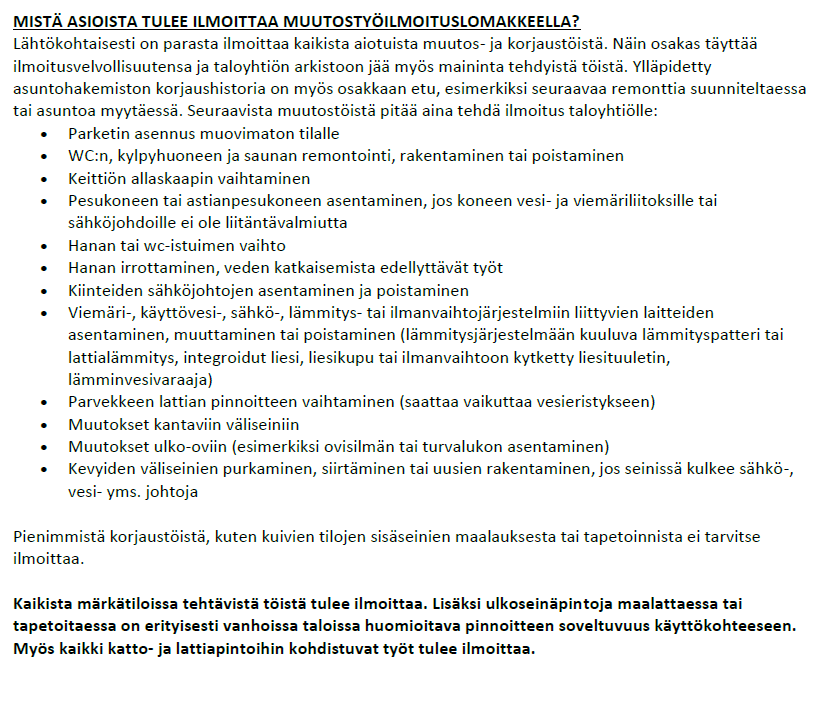 MISTÄ ASIOISTA TULEE ILMOITTAA MUUTOSTYÖILMOITUSLOMAKKEELLA?
Lähtökohtaisesti on parasta ilmoittaa kaikista aiotuista muutos- ja korjaustöistä. Näin osakas täyttää
ilmoitusvelvollisuutensa ja taloyhtiön arkistoon jää myös maininta tehdyistä töistä. Ylläpidetty
asuntohakemiston korjaushistoria on myös osakkaan etu, esimerkiksi seuraavaa remonttia suunniteltaessa
tai asuntoa myytäessä. Seuraavista muutostöistä pitää aina tehdä ilmoitus taloyhtiölle:
• Parketin asennus muovimaton tilalle
• WC:n, kylpyhuoneen ja saunan remontointi, rakentaminen tai poistaminen
• Keittiön allaskaapin vaihtaminen
• Pesukoneen tai astianpesukoneen asentaminen, jos koneen vesi- ja viemäriliitoksille tai
sähköjohdoille ei ole liitäntävalmiutta
• Hanan tai wc-istuimen vaihto
• Hanan irrottaminen, veden katkaisemista edellyttävät työt
• Kiinteiden sähköjohtojen asentaminen ja poistaminen
• Viemäri-, käyttövesi-, sähkö-, lämmitys- tai ilmanvaihtojärjestelmiin liittyvien laitteiden
asentaminen, muuttaminen tai poistaminen (lämmitysjärjestelmään kuuluva lämmityspatteri tai
lattialämmitys, integroidut liesi, liesikupu tai ilmanvaihtoon kytketty liesituuletin,
lämminvesivaraaja)
• Parvekkeen lattian pinnoitteen vaihtaminen (saattaa vaikuttaa vesieristykseen)
• Muutokset kantaviin väliseiniin
• Muutokset ulko-oviin (esimerkiksi ovisilmän tai turvalukon asentaminen)
• Kevyiden väliseinien purkaminen, siirtäminen tai uusien rakentaminen, jos seinissä kulkee sähkö-,
vesi- yms. johtoja
Pienimmistä korjaustöistä, kuten kuivien tilojen sisäseinien maalauksesta tai tapetoinnista ei tarvitse
ilmoittaa.
Kaikista märkätiloissa tehtävistä töistä tulee ilmoittaa. Lisäksi ulkoseinäpintoja maalattaessa tai
tapetoitaessa on erityisesti vanhoissa taloissa huomioitava pinnoitteen soveltuvuus käyttökohteeseen.
Myös kaikki katto- ja lattiapintoihin kohdistuvat työt tulee ilmoittaa.